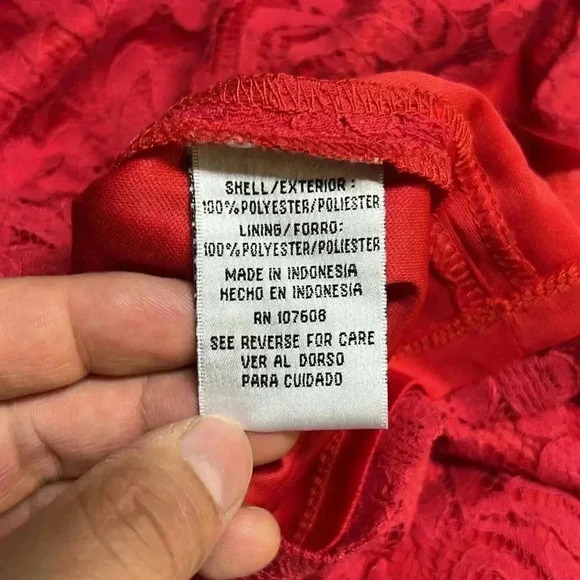 SHELL/EXTERIOR:
100% POLYESTER/POLIESTER
LINING/FORRO:
100% POLYESTER/POLIESTER
MADE IN INDONESIA
HECHO EN INDONESIA
RN 107608
SEE REVERSE FOR CARE
VER AL DORSO
PARA CUIDADO